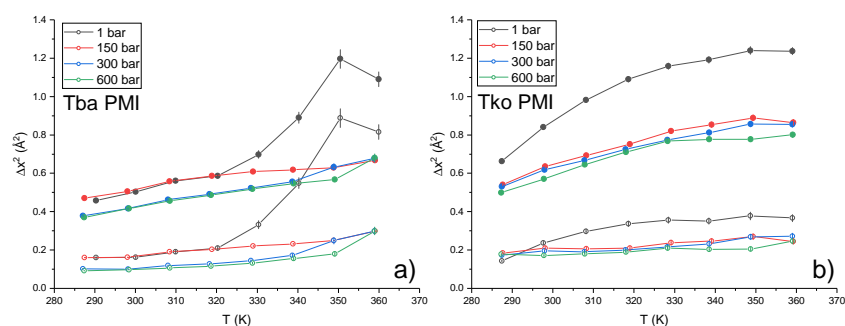 1.4
1.2
1.0
0.8
0.6
0.4
0.2
0.0
Δx² (Å²)
1 bar
150 bar
300 bar
600 bar
Tba PMI
a)
280 290 300 310 320 330 340 350 360 370
T (K)
1.4
1.2
1.0
0.8
0.6
0.4
0.2
0.0
Δx² (Å²)
1 bar
150 bar
300 bar
600 bar
Tko PMI
b)
280 290 300 310 320 330 340 350 360 370
T (K)